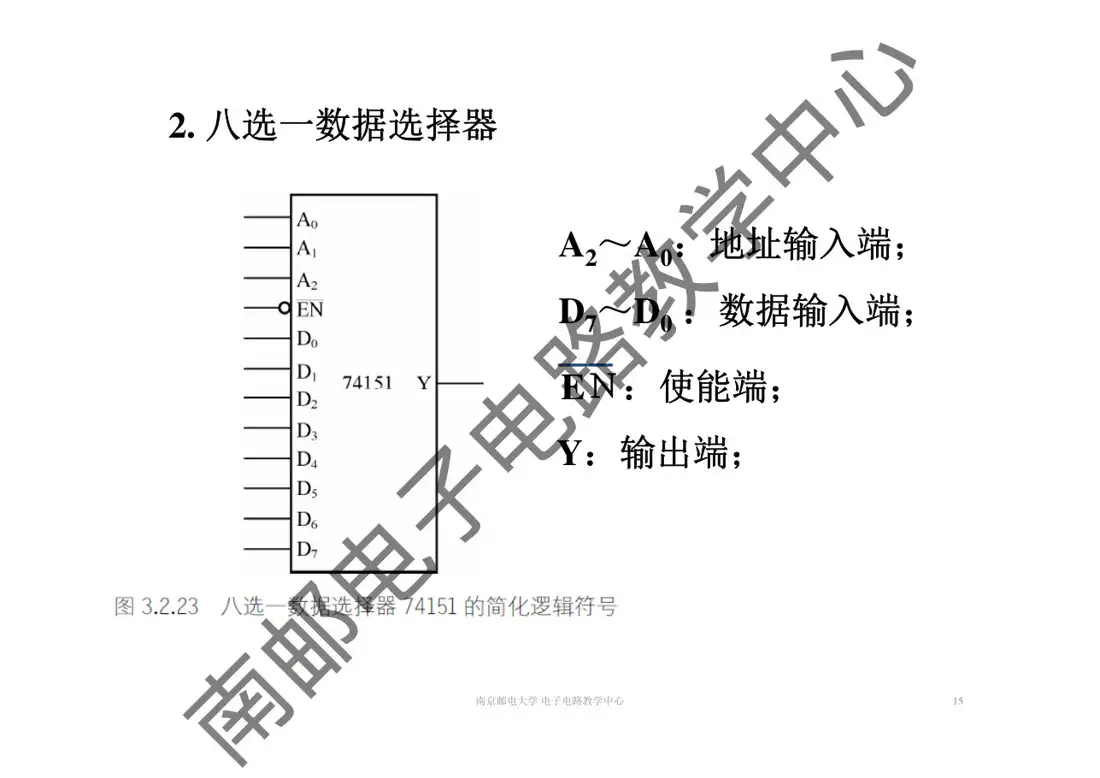 2. 八选一数据选择器
A₀
A₁
A₂
E̅N̅
D₀
D₁
D₂
D₃
D₄
D₅
D₆
D₇
74151
Y
A₂～A₀：地址输入端；
D₇～D₀：数据输入端；
E̅N̅：使能端；
Y：输出端；
图 3.2.23 八选一数据选择器 74151 的简化逻辑符号
南邮电子电路教学中心
南京邮电大学 电子电路教学中心
15